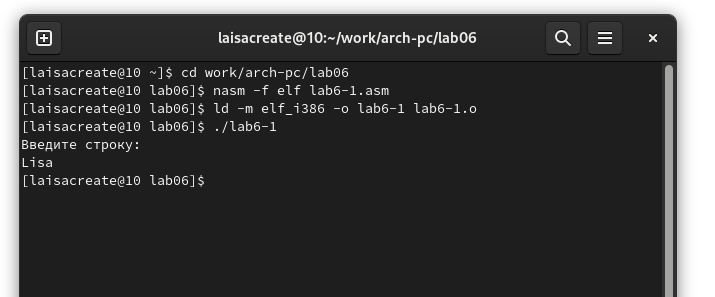 laisacreate@10:~/work/arch-pc/lab06
[laisacreate@10 ~]$ cd work/arch-pc/lab06
[laisacreate@10 lab06]$ nasm -f elf lab6-1.asm
[laisacreate@10 lab06]$ ld -m elf_i386 -o lab6-1 lab6-1.o
[laisacreate@10 lab06]$ ./lab6-1
Введите строку:
Lisa
[laisacreate@10 lab06]$